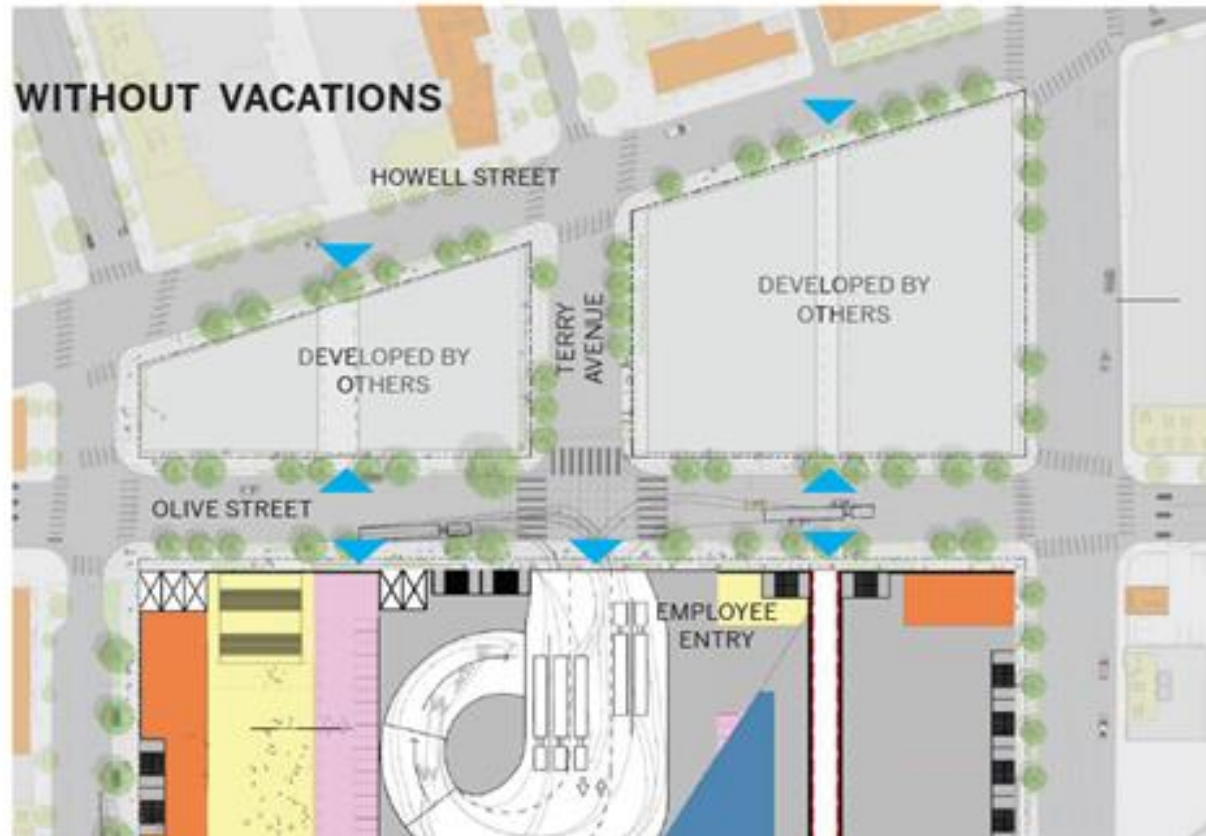 WITHOUT VACATIONS
HOWELL STREET
DEVELOPED BY
OTHERS
TERRY
AVENUE
DEVELOPED BY
OTHERS
OLIVE STREET
EMPLOYEE
ENTRY